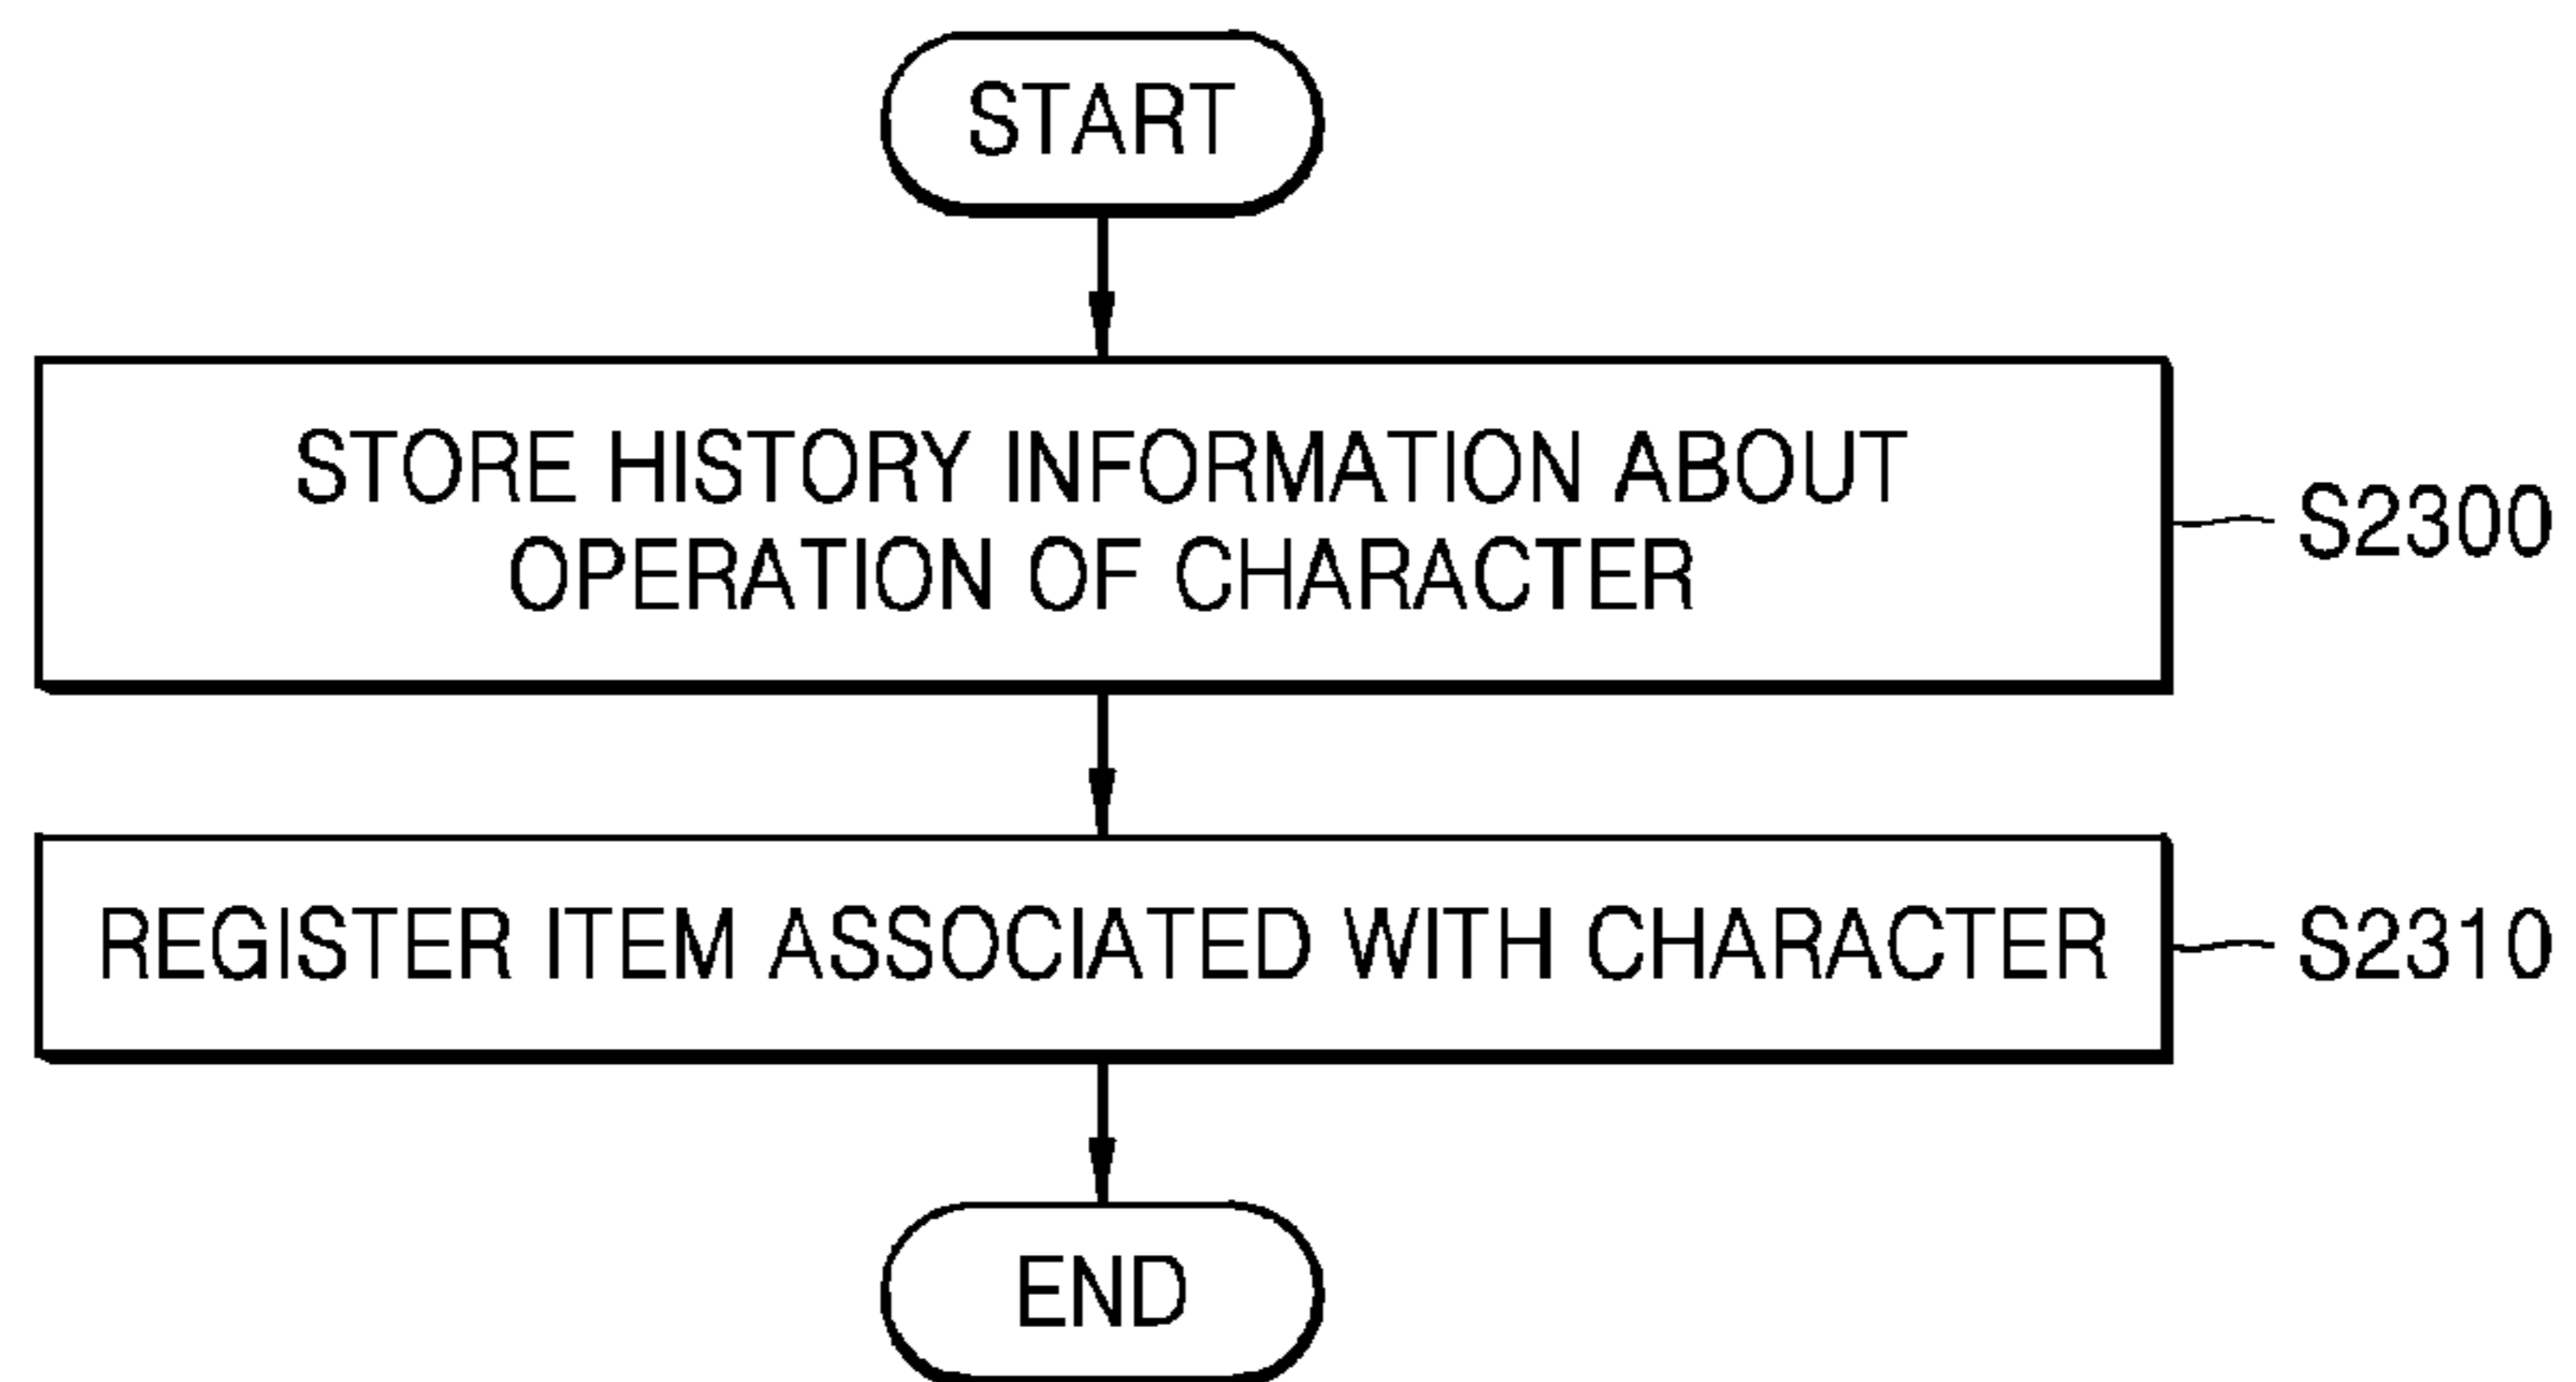 START
STORE HISTORY INFORMATION ABOUT
OPERATION OF CHARACTER
S2300
REGISTER ITEM ASSOCIATED WITH CHARACTER
S2310
END